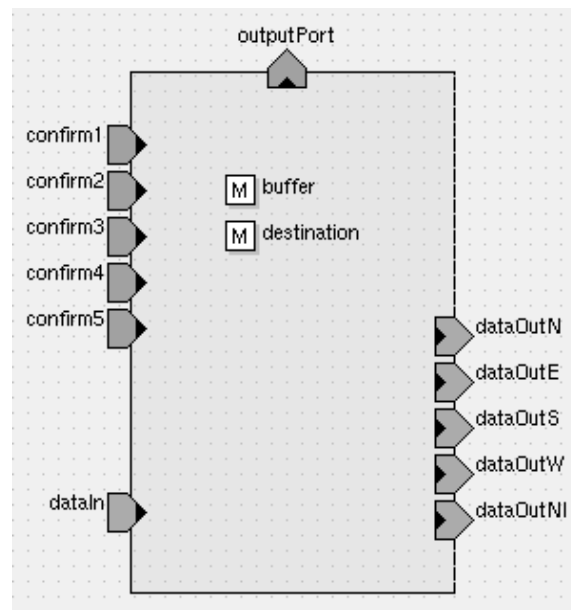 outputPort
confirm1
confirm2
M buffer
confirm3
M destination
confirm4
confirm5
dataOutN
dataOutE
dataOutS
dataOutW
dataIn
dataOutNI